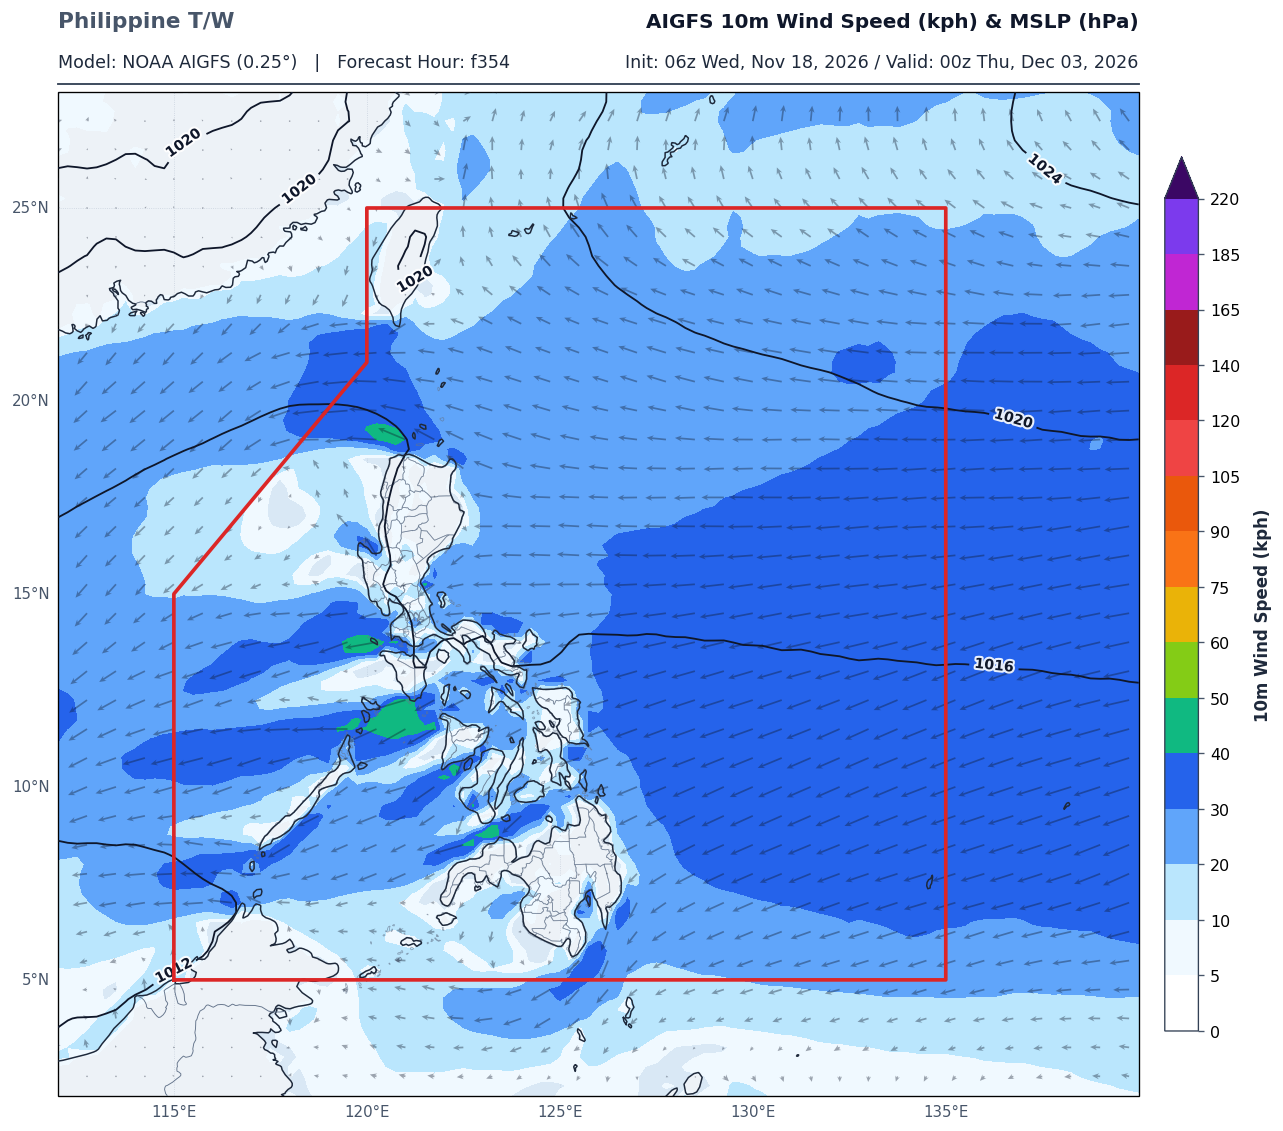 Philippine T/W
AIGFS 10m Wind Speed (kph) & MSLP (hPa)
Model: NOAA AIGFS (0.25°) | Forecast Hour: f354
Init: 06z Wed, Nov 18, 2026 / Valid: 00z Thu, Dec 03, 2026
1020
1020
1020
1024
1020
1016
1012
25°N
20°N
15°N
10°N
5°N
115°E
120°E
125°E
130°E
135°E
220
185
165
140
120
105
90
75
60
50
40
30
20
10
5
0
10m Wind Speed (kph)